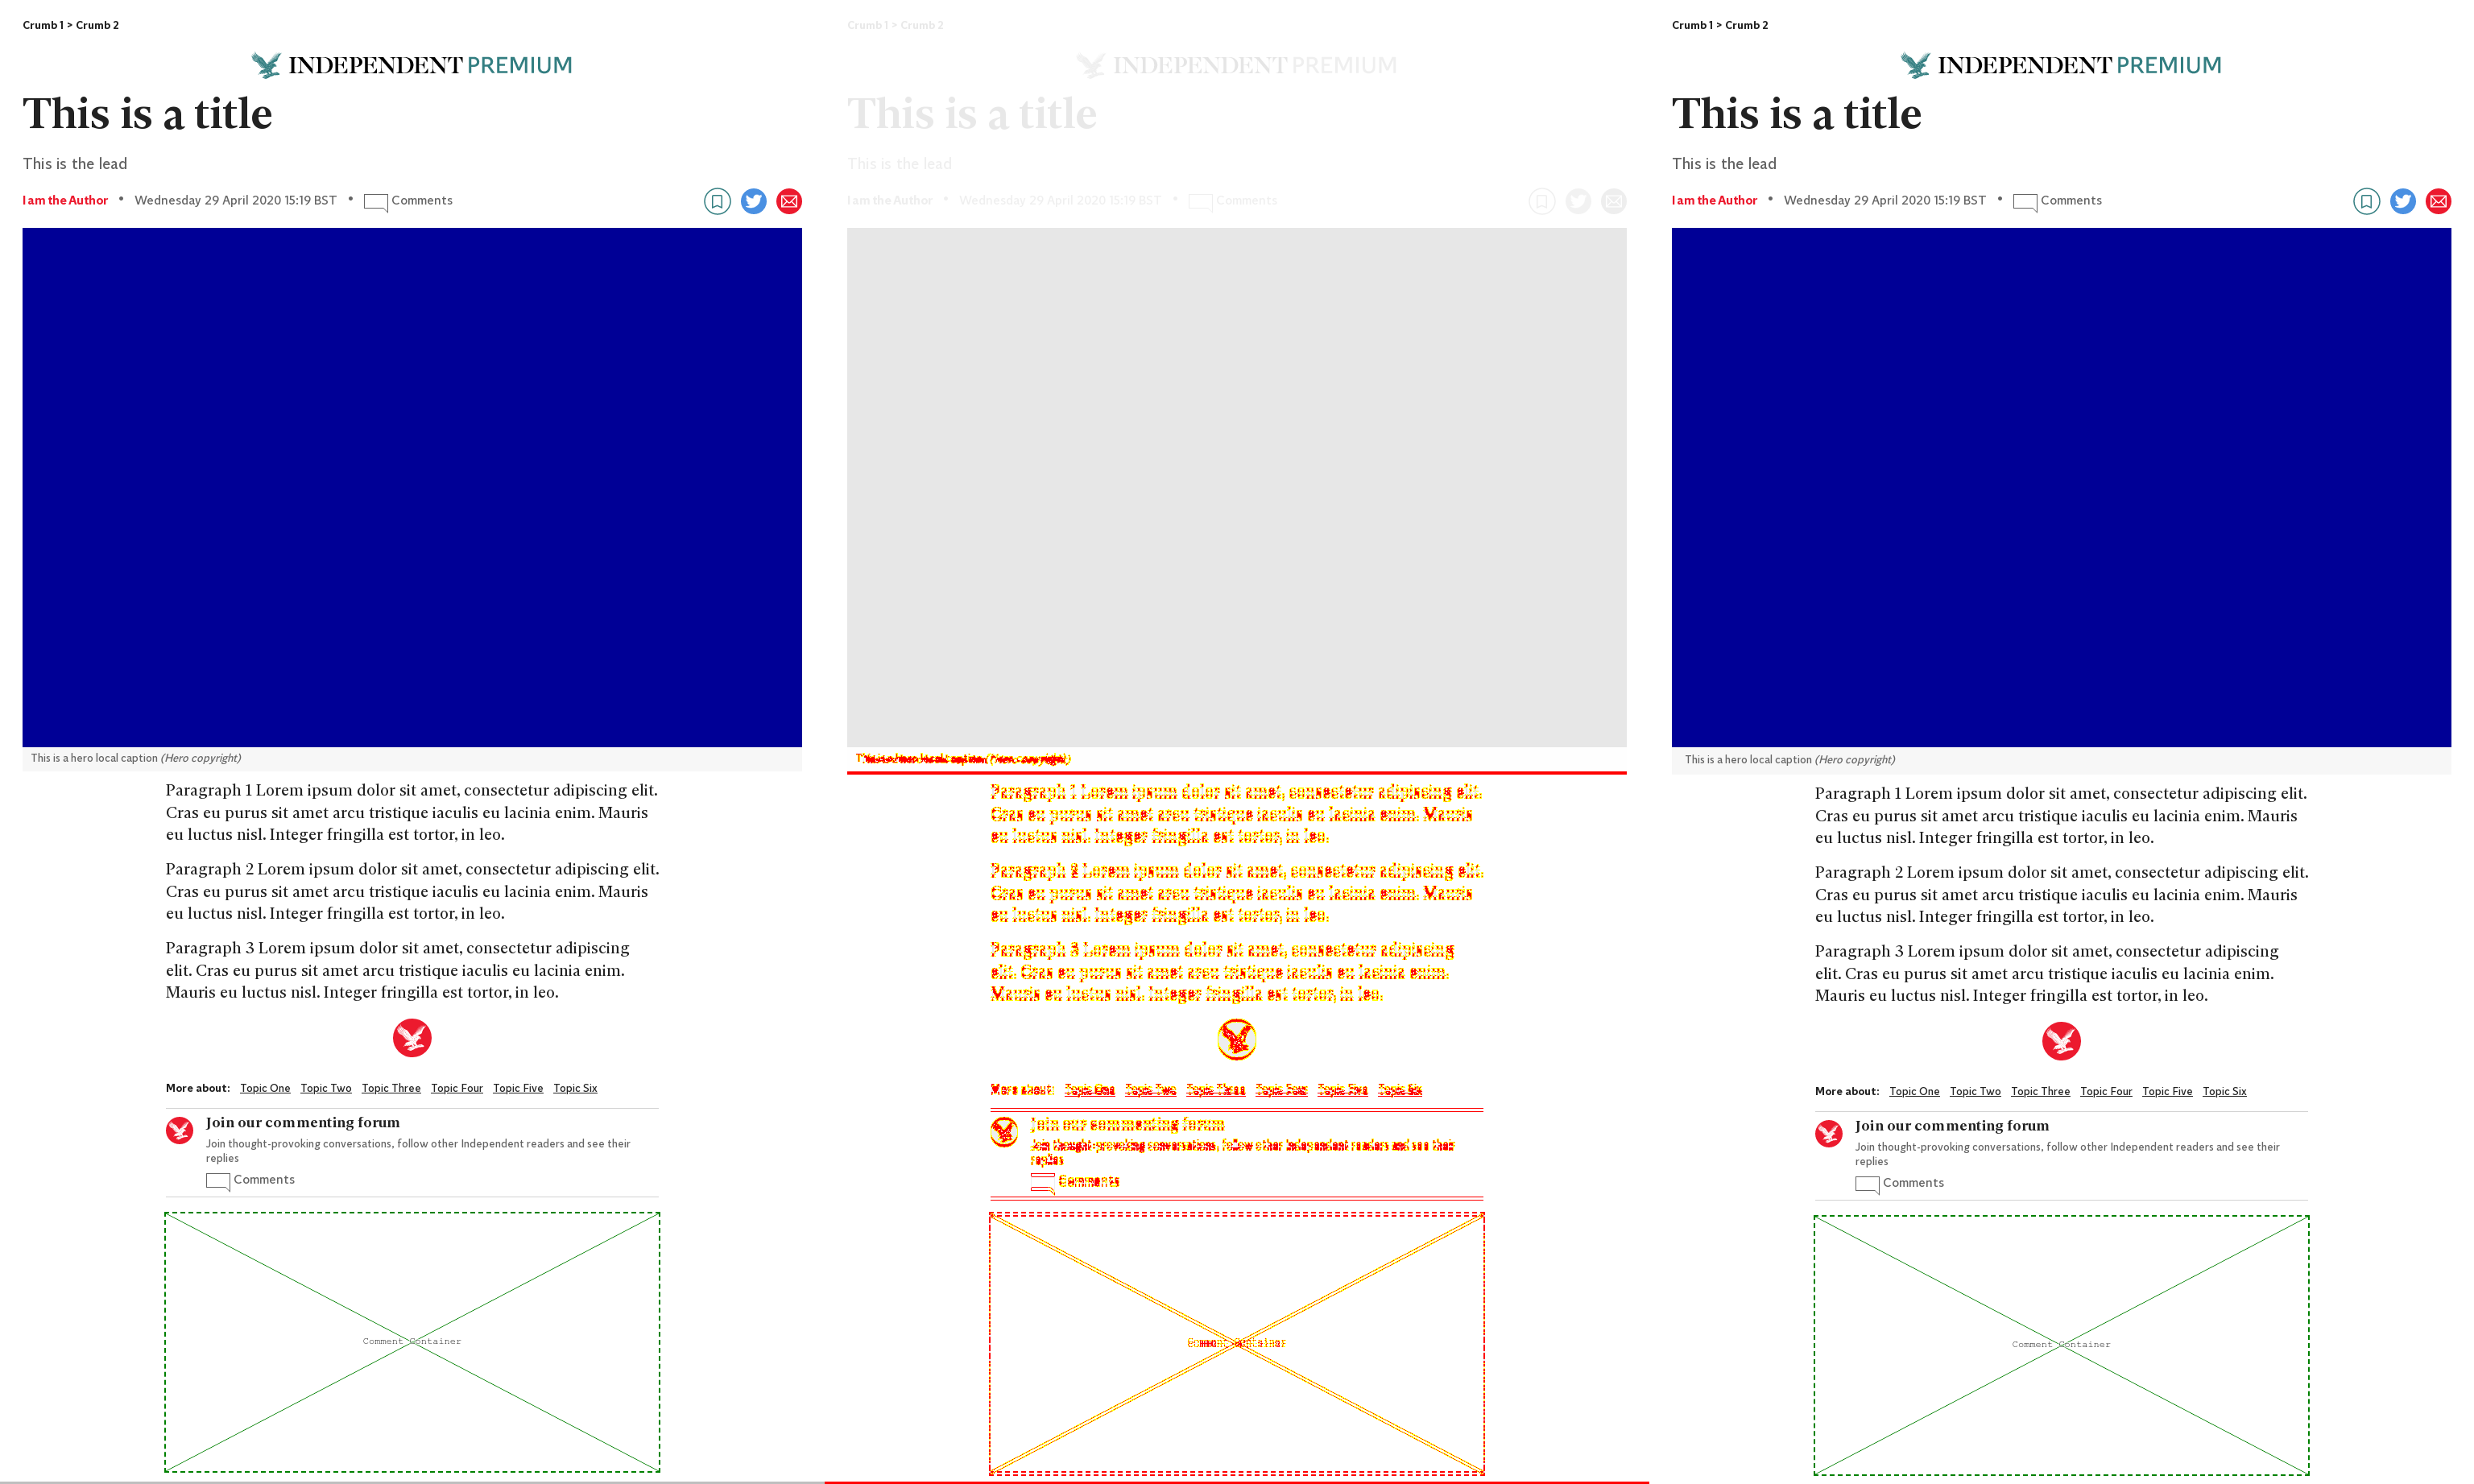 Crumb 1 > Crumb 2
INDEPENDENT PREMIUM
This is a title
This is the lead
I am the Author • Wednesday 29 April 2020 15:19 BST • Comments
This is a hero local caption (Hero copyright)
Paragraph 1 Lorem ipsum dolor sit amet, consectetur adipiscing elit.
Cras eu purus sit amet arcu tristique iaculis eu lacinia enim. Mauris
eu luctus nisl. Integer fringilla est tortor, in leo.
Paragraph 2 Lorem ipsum dolor sit amet, consectetur adipiscing elit.
Cras eu purus sit amet arcu tristique iaculis eu lacinia enim. Mauris
eu luctus nisl. Integer fringilla est tortor, in leo.
Paragraph 3 Lorem ipsum dolor sit amet, consectetur adipiscing
elit. Cras eu purus sit amet arcu tristique iaculis eu lacinia enim.
Mauris eu luctus nisl. Integer fringilla est tortor, in leo.
More about: Topic One Topic Two Topic Three Topic Four Topic Five Topic Six
Join our commenting forum
Join thought-provoking conversations, follow other Independent readers and see their
replies
Comments
Comment Container
Crumb 1 > Crumb 2
INDEPENDENT PREMIUM
This is a title
This is the lead
I am the Author • Wednesday 29 April 2020 15:19 BST • Comments
Paragraph 1 Lorem ipsum dolor sit amet, consectetur adipiscing elit.
Cras eu purus sit amet arcu tristique iaculis eu lacinia enim. Mauris
eu luctus nisl. Integer fringilla est tortor, in leo.
Paragraph 2 Lorem ipsum dolor sit amet, consectetur adipiscing elit.
Cras eu purus sit amet arcu tristique iaculis eu lacinia enim. Mauris
eu luctus nisl. Integer fringilla est tortor, in leo.
Paragraph 3 Lorem ipsum dolor sit amet, consectetur adipiscing
elit. Cras eu purus sit amet arcu tristique iaculis eu lacinia enim.
Mauris eu luctus nisl. Integer fringilla est tortor, in leo.
More about: Topic One Topic Two Topic Three Topic Four Topic Five Topic Six
Join our commenting forum
Join thought-provoking conversations, follow other Independent readers and see their
replies
Comments
Crumb 1 > Crumb 2
INDEPENDENT PREMIUM
This is a title
This is the lead
I am the Author • Wednesday 29 April 2020 15:19 BST • Comments
This is a hero local caption (Hero copyright)
Paragraph 1 Lorem ipsum dolor sit amet, consectetur adipiscing elit.
Cras eu purus sit amet arcu tristique iaculis eu lacinia enim. Mauris
eu luctus nisl. Integer fringilla est tortor, in leo.
Paragraph 2 Lorem ipsum dolor sit amet, consectetur adipiscing elit.
Cras eu purus sit amet arcu tristique iaculis eu lacinia enim. Mauris
eu luctus nisl. Integer fringilla est tortor, in leo.
Paragraph 3 Lorem ipsum dolor sit amet, consectetur adipiscing
elit. Cras eu purus sit amet arcu tristique iaculis eu lacinia enim.
Mauris eu luctus nisl. Integer fringilla est tortor, in leo.
More about: Topic One Topic Two Topic Three Topic Four Topic Five Topic Six
Join our commenting forum
Join thought-provoking conversations, follow other Independent readers and see their
replies
Comments
Comment Container